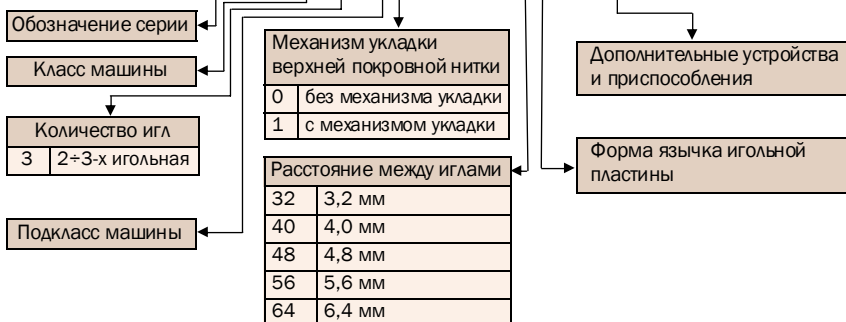 Обозначение серии
Класс машины
Количество игл
3 2÷3-х игольная
Подкласс машины
Механизм укладки
верхней покровной нитки
0 без механизма укладки
1 с механизмом укладки
Расстояние между иглами
32 3,2 мм
40 4,0 мм
48 4,8 мм
56 5,6 мм
64 6,4 мм
Дополнительные устройства
и приспособления
Форма язычка игольной
пластины